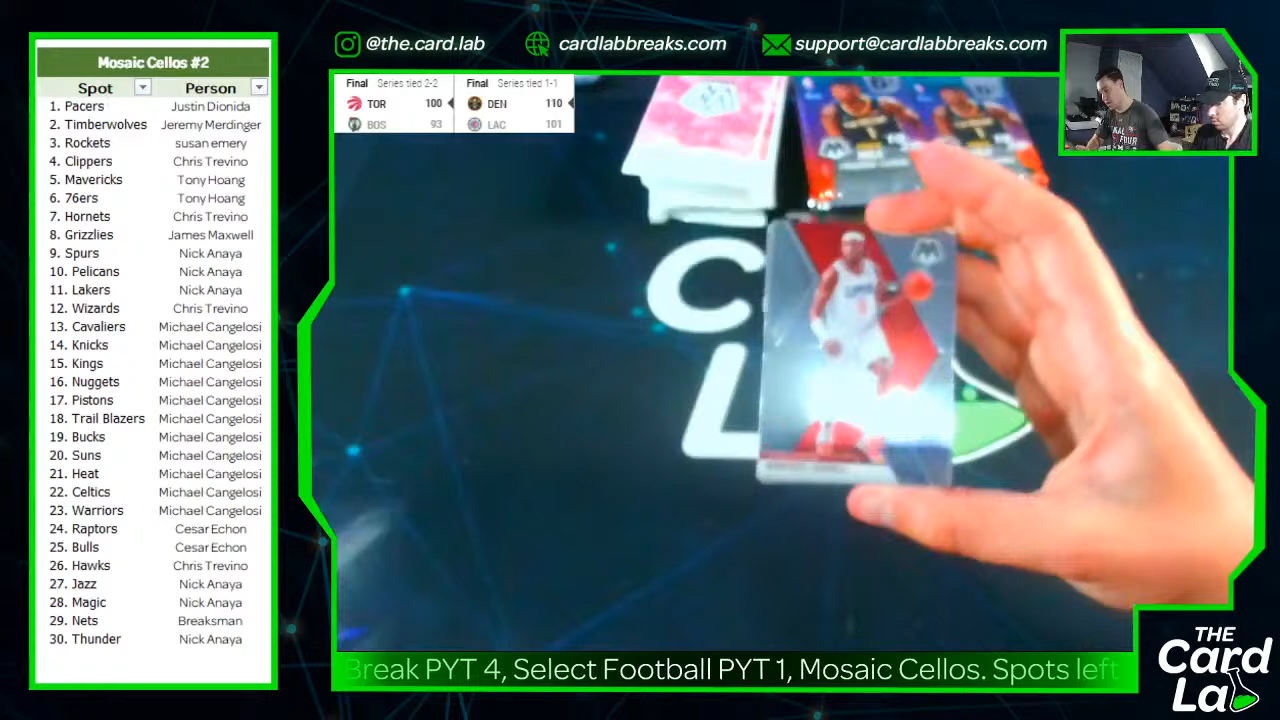 @the.card.lab
cardlabbreaks.com
support@cardlabbreaks.com
Mosaic Cellos #2
Spot Person
1. Pacers Justin Dionida
2. Timberwolves Jeremy Merdinger
3. Rockets susan emery
4. Clippers Chris Trevino
5. Mavericks Tony Hoang
6. 76ers Tony Hoang
7. Hornets Chris Trevino
8. Grizzlies James Maxwell
9. Spurs Nick Anaya
10. Pelicans Nick Anaya
11. Lakers Nick Anaya
12. Wizards Chris Trevino
13. Cavaliers Michael Cangelosi
14. Knicks Michael Cangelosi
15. Kings Michael Cangelosi
16. Nuggets Michael Cangelosi
17. Pistons Michael Cangelosi
18. Trail Blazers Michael Cangelosi
19. Bucks Michael Cangelosi
20. Suns Michael Cangelosi
21. Heat Michael Cangelosi
22. Celtics Michael Cangelosi
23. Warriors Michael Cangelosi
24. Raptors Cesar Echon
25. Bulls Cesar Echon
26. Hawks Chris Trevino
27. Jazz Nick Anaya
28. Magic Nick Anaya
29. Nets Breaksman
30. Thunder Nick Anaya
Final Series tied 2-2
TOR 100
BOS 93
Final Series tied 1-1
DEN 110
LAC 101
C
L
Break PYT 4, Select Football PYT 1, Mosaic Cellos. Spots left
THE
Card
Lab